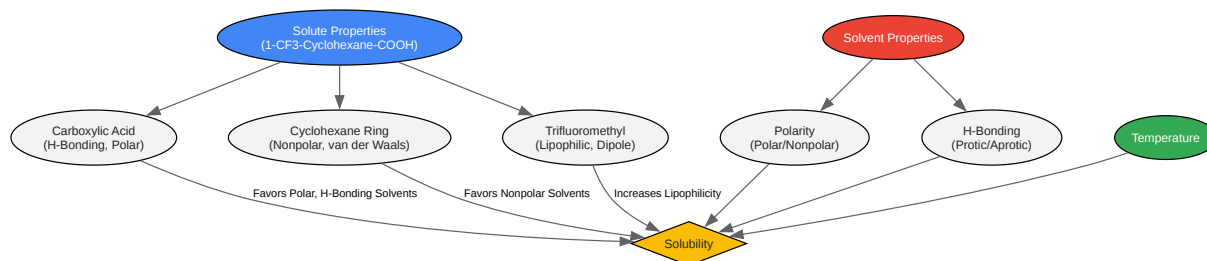 Solute Properties
(1-CF3-Cyclohexane-COOH)
Solvent Properties
Carboxylic Acid
(H-Bonding, Polar)
Cyclohexane Ring
(Nonpolar, van der Waals)
Trifluoromethyl
(Lipophilic, Dipole)
Polarity
(Polar/Nonpolar)
H-Bonding
(Protic/Aprotic)
Temperature
Favors Polar, H-Bonding Solvents
Favors Nonpolar Solvents
Increases Lipophilicity
Solubility